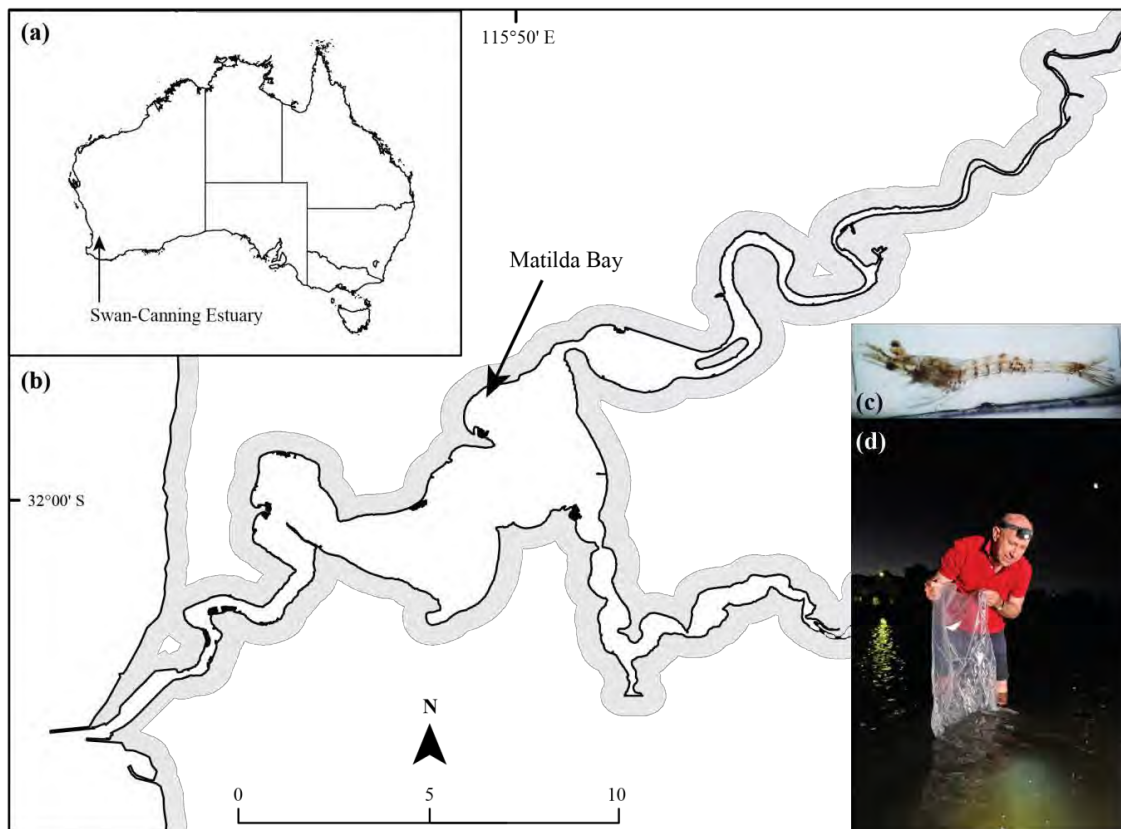 (a)
115°50' E
Matilda Bay
Swan-Canning Estuary
(b)
(c)
(d)
32°00' S
N
0
5
10